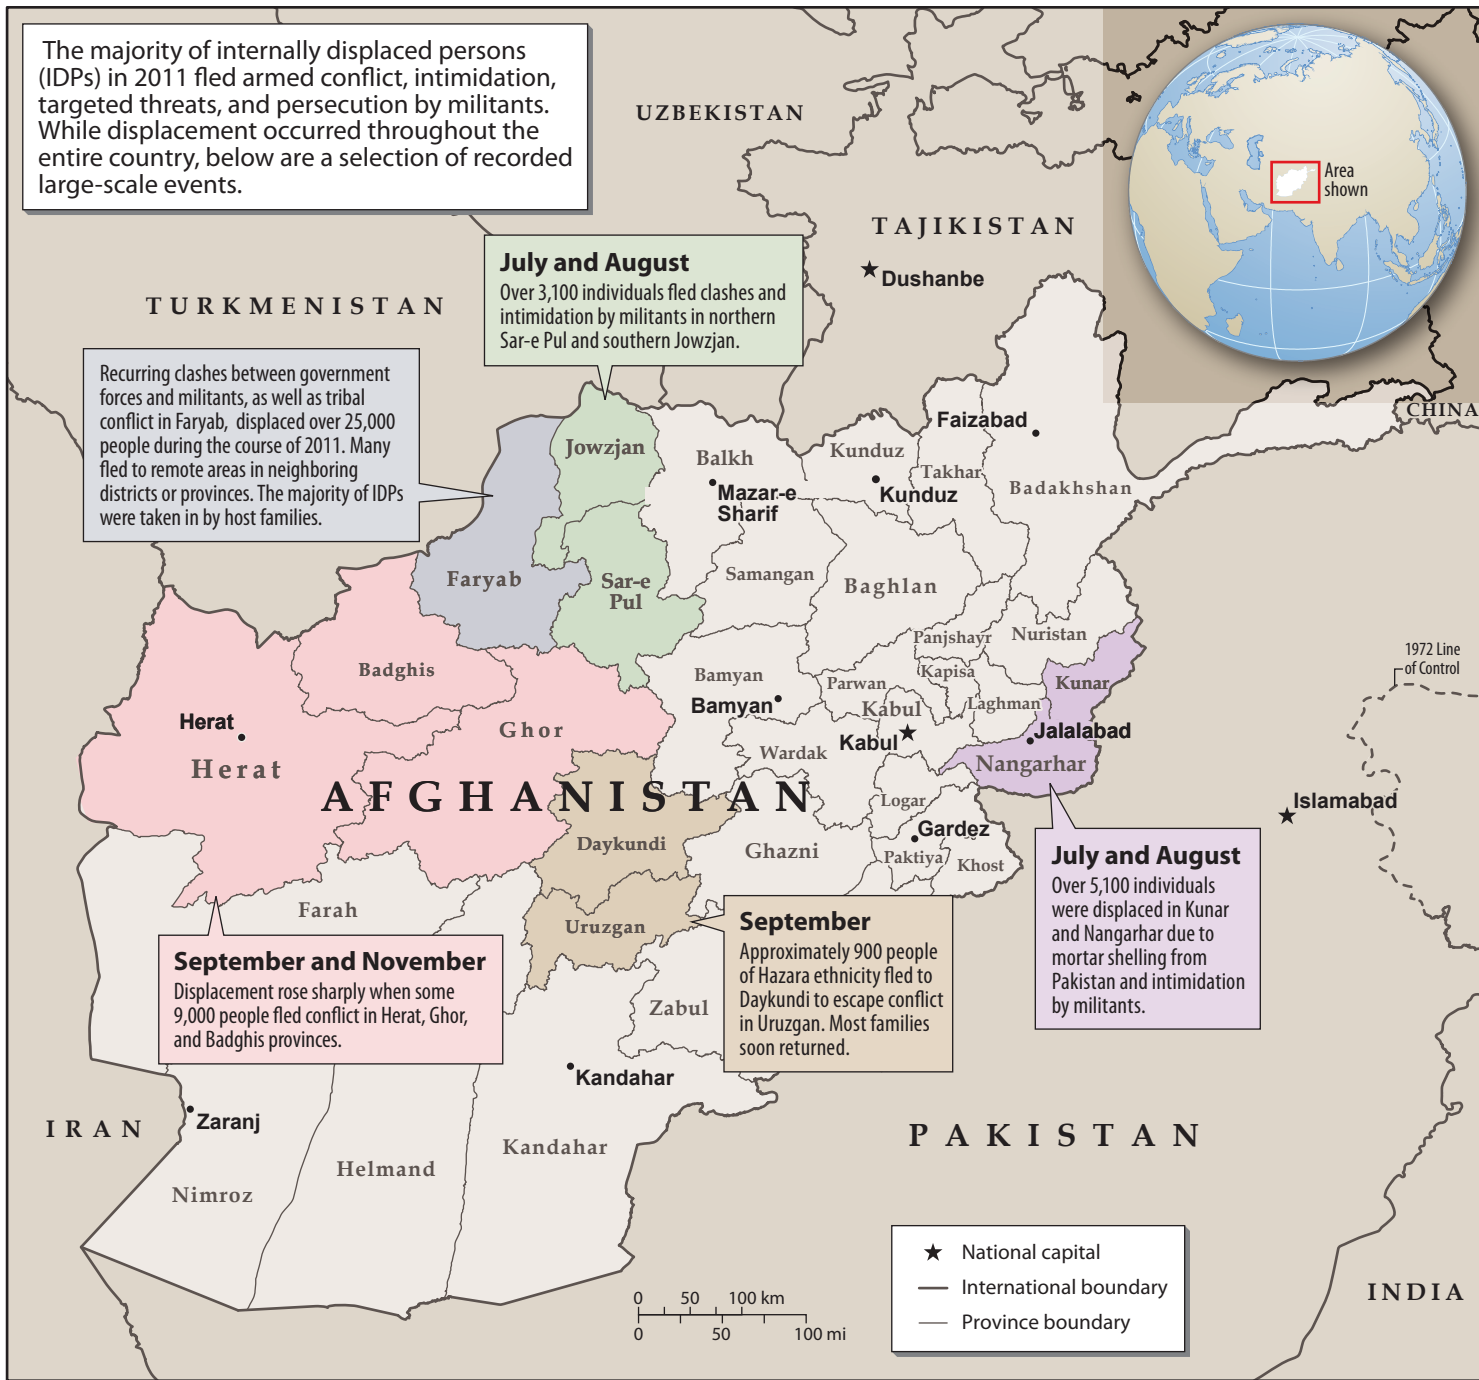 The majority of internally displaced persons
(IDPs) in 2011 fled armed conflict, intimidation,
targeted threats, and persecution by militants.
While displacement occurred throughout the
entire country, below are a selection of recorded
large-scale events.
UZBEKISTAN
Area
shown
TAJIKISTAN
Dushanbe
TURKMENISTAN
July and August
Over 3,100 individuals fled clashes and
intimidation by militants in northern
Sar-e Pul and southern Jowzjan.
Recurring clashes between government
forces and militants, as well as tribal
conflict in Faryab, displaced over 25,000
people during the course of 2011. Many
fled to remote areas in neighboring
districts or provinces. The majority of IDPs
were taken in by host families.
CHINA
Faizabad
Jowzjan
Balkh
Kunduz
Takhar
Badakhshan
Mazar-e
Sharif
Kunduz
Faryab
Sar-e
Pul
Samangan
Baghlan
Panjshayr
Nuristan
1972 Line
of Control
Badghis
Bamyan
Parwan
Kapisa
Kunar
Bamyan
Kabul
Laghman
Herat
Ghor
Wardak
Kabul
Jalalabad
Herat
Nangarhar
AFGHANISTAN
Logar
Islamabad
Gardez
Daykundi
Ghazni
Paktiya
Khost
Farah
Uruzgan
July and August
Over 5,100 individuals
were displaced in Kunar
and Nangarhar due to
mortar shelling from
Pakistan and intimidation
by militants.
September
Approximately 900 people
of Hazara ethnicity fled to
Daykundi to escape conflict
in Uruzgan. Most families
soon returned.
September and November
Displacement rose sharply when some
9,000 people fled conflict in Herat, Ghor,
and Badghis provinces.
Zabul
Kandahar
Zaranj
IRAN
PAKISTAN
Kandahar
Helmand
Nimroz
National capital
International boundary
Province boundary
INDIA
0 50 100 km
0 50 100 mi